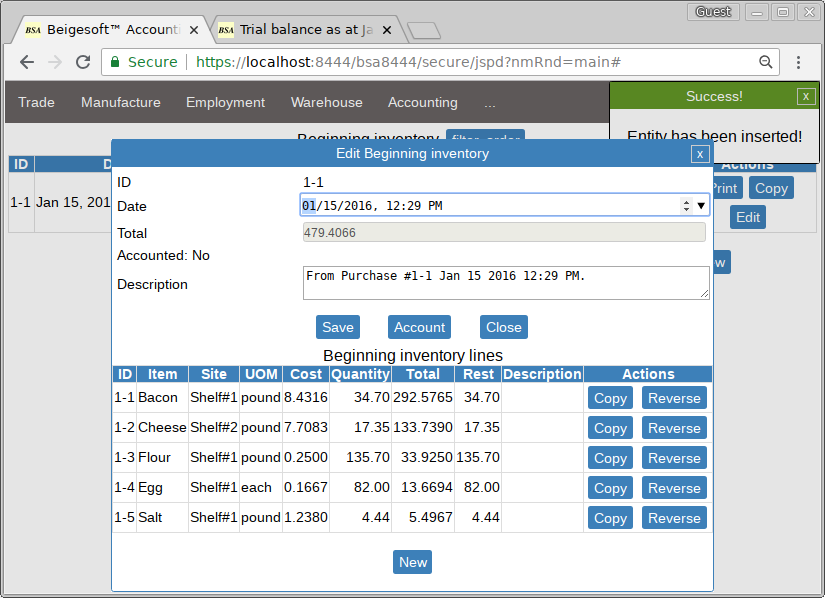 Guest
BSA Beigesoft™ Account
BSA Trial balance as at Ja
Secure https://localhost:8444/bsa8444/secure/jspd?nmRnd=main#
Trade Manufacture Employment Warehouse Accounting ...
Success! x
Entity has been inserted!
Beginning inventory filter, order
ID D Actions
1-1 Jan 15, 201 Print Copy
Edit
w
Edit Beginning inventory x
ID 1-1
Date 01/15/2016, 12:29 PM
Total 479.4066
Accounted: No
Description From Purchase #1-1 Jan 15 2016 12:29 PM.
Save Account Close
Beginning inventory lines
ID Item Site UOM Cost Quantity Total Rest Description Actions
1-1 Bacon Shelf#1 pound 8.4316 34.70 292.5765 34.70 Copy Reverse
1-2 Cheese Shelf#2 pound 7.7083 17.35 133.7390 17.35 Copy Reverse
1-3 Flour Shelf#1 pound 0.2500 135.70 33.9250 135.70 Copy Reverse
1-4 Egg Shelf#1 each 0.1667 82.00 13.6694 82.00 Copy Reverse
1-5 Salt Shelf#1 pound 1.2380 4.44 5.4967 4.44 Copy Reverse
New